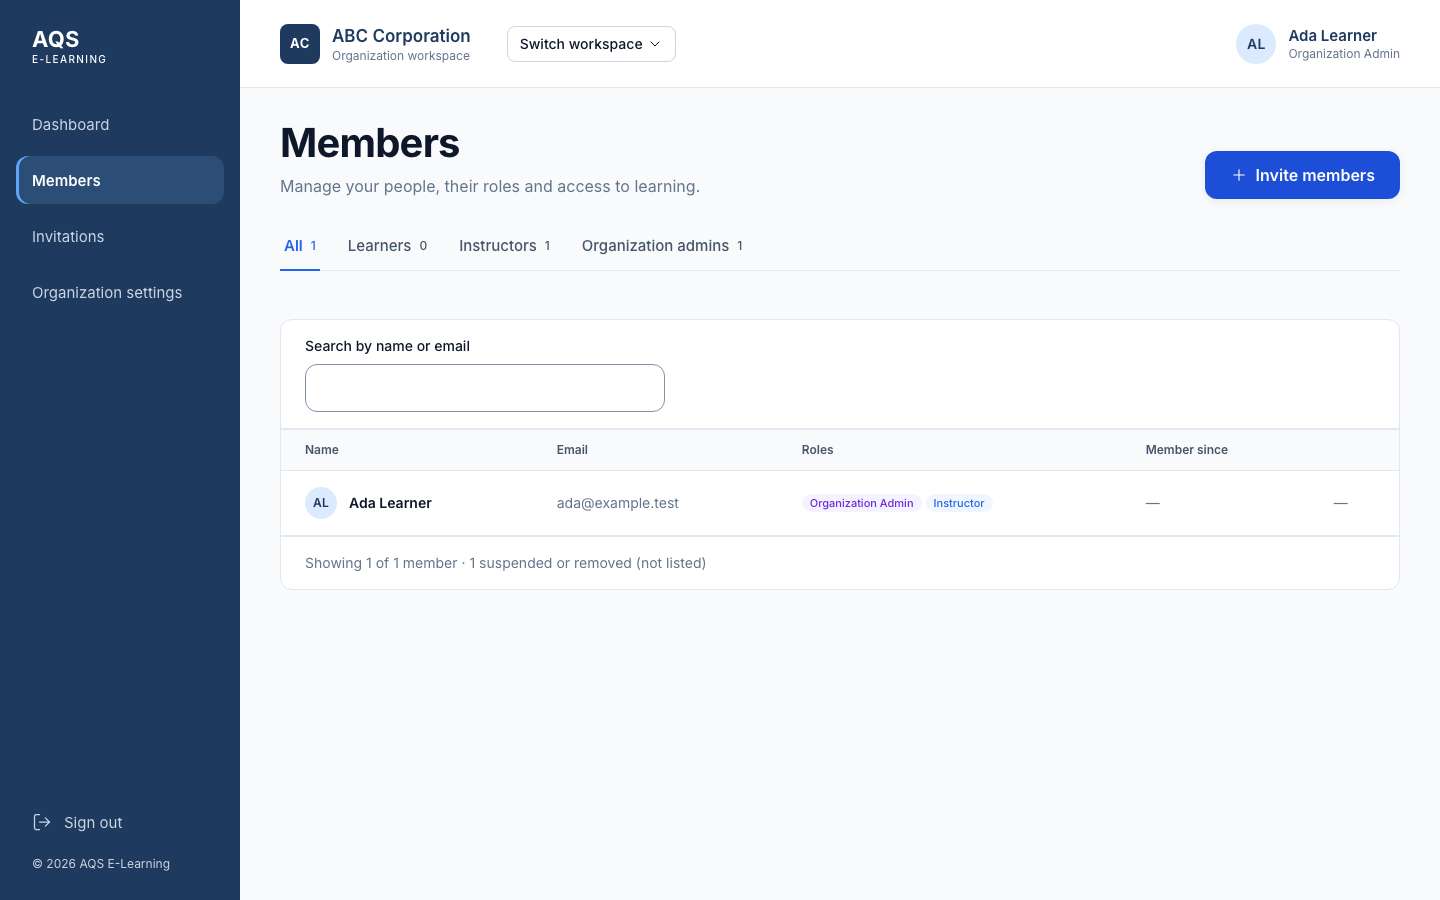 AQS
E-LEARNING
Dashboard
Members
Invitations
Organization settings
Sign out
© 2026 AQS E-Learning
AC
ABC Corporation
Organization workspace
Switch workspace
AL
Ada Learner
Organization Admin
Members
Manage your people, their roles and access to learning.
+ Invite members
All 1 Learners 0 Instructors 1 Organization admins 1
Search by name or email
Name Email Roles Member since
AL Ada Learner ada@example.test Organization Admin Instructor — —
Showing 1 of 1 member · 1 suspended or removed (not listed)